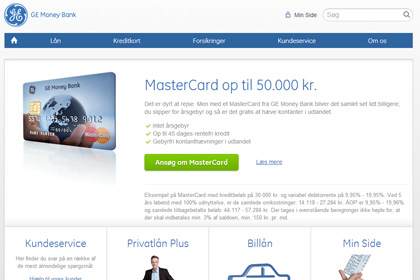 GE Money Bank
Min Side
Søg
Lån
Kreditkort
Forsikringer
Kundeservice
Om os
GE Money Bank
MasterCard
MasterCard op til 50.000 kr.
Det er dyrt at rejse. Men med et MasterCard fra GE Money Bank bliver det samlet set lidt billigere;
du slipper for årsgebyr og så er det gratis at hæve kontanter i udlandet.
Intet årsgebyr
Op til 45 dages rentefri kredit
Gebyrfri kontanthævninger i udlandet
Ansøg om MasterCard
Læs mere
Eksempel på MasterCard med kreditbeløb på 30.000 kr. og variabel debitorrente på 9,95% - 19,95%. Ved 5
års løbetid med 100% udnyttelse, er de samlede omkostninger: 14.118 - 27.284 kr. ÅOP er 9,95% - 19,96%
og samlede tilbagebetalte beløb: 44.117 - 57.284 kr. Der tages i ovenstående beregninger ikke højde for, at
der skal indbetales min. 3% af saldoen, min. 150 kr. pr. md.
Kundeservice
Her finder du svar på en række af
de mest almindelige spørgsmål.
Hjælp til vores kunder
Privatlån Plus
Billån
Min Side